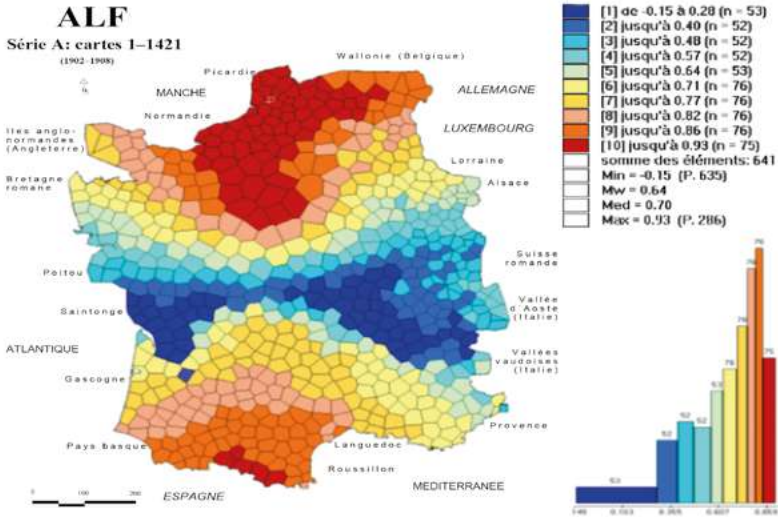 ALF
Série A: cartes 1–1421
(1902–1908)
Wallonie (Belgique)
Picardie
MANCHE
ALLEMAGNE
Normandie
LUXEMBOURG
Iles anglo-
normandes
(Angleterre)
Lorraine
Bretagne
romane
Alsace
Poitou
Suisse
romande
Saintonge
Vallée
d'Aoste
(Italie)
ATLANTIQUE
Vallées
vaudoises
(Italie)
Gascogne
Provence
Pays basque
Languedoc
Roussillon
MEDITERRANEE
ESPAGNE
0 100 200
[1] de -0.15 à 0.28 (n = 53)
[2] jusqu'à 0.40 (n = 52)
[3] jusqu'à 0.48 (n = 52)
[4] jusqu'à 0.57 (n = 52)
[5] jusqu'à 0.64 (n = 53)
[6] jusqu'à 0.71 (n = 76)
[7] jusqu'à 0.77 (n = 76)
[8] jusqu'à 0.82 (n = 76)
[9] jusqu'à 0.86 (n = 76)
[10] jusqu'à 0.93 (n = 75)
somme des éléments: 641
Min = -0.15 (P. 635)
Mw = 0.64
Med = 0.70
Max = 0.93 (P. 286)
53
52
52
52
53
76
76
76
76
75